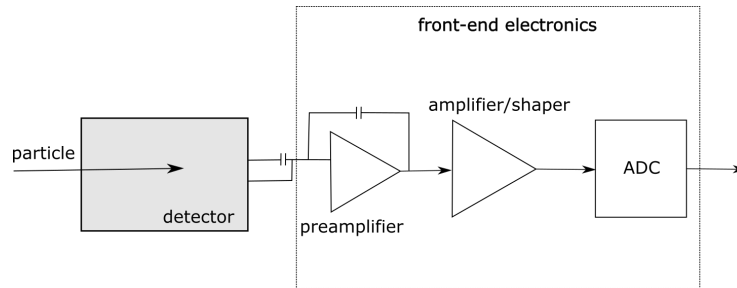 front-end electronics
amplifier/shaper
particle
ADC
detector
preamplifier